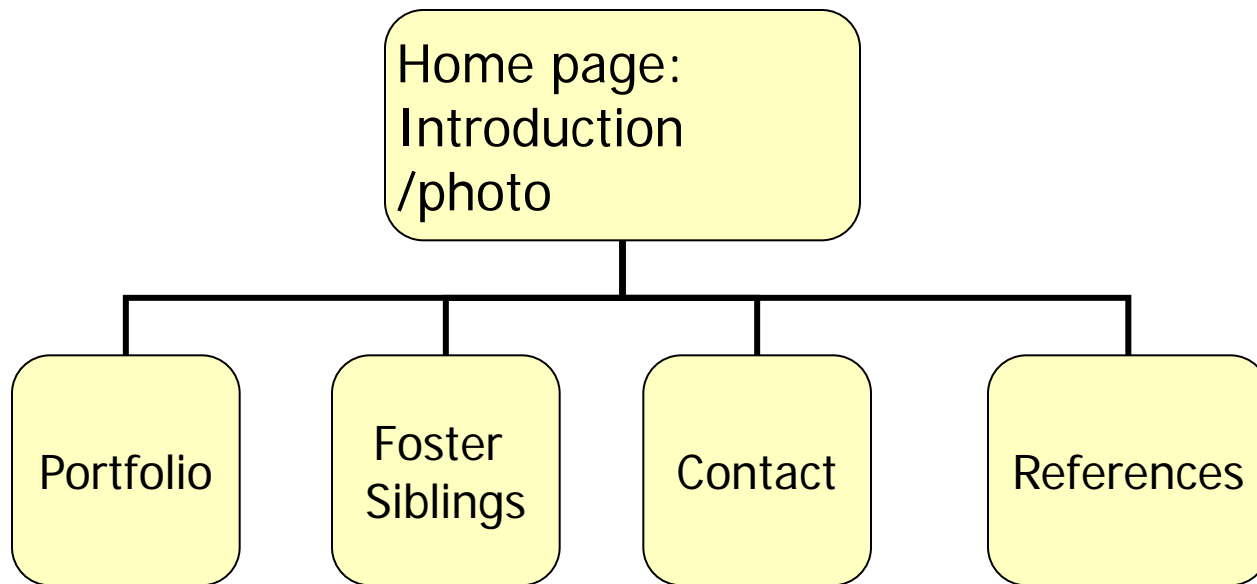 Home page:
Introduction
/photo
Portfolio
Foster
Siblings
Contact
References